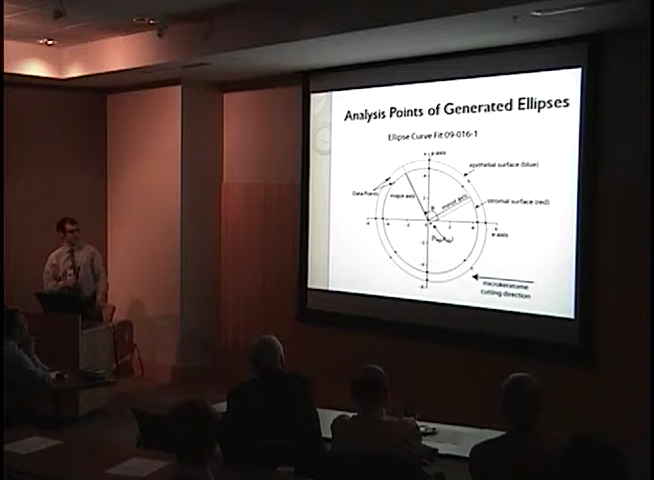 Analysis Points of Generated Ellipses
Ellipse Curve Fit 09-016-1
y-axis
epithelial surface (blue)
Data Points
major axis
minor axis
stromal surface (red)
x-axis
microkeratome
cutting direction